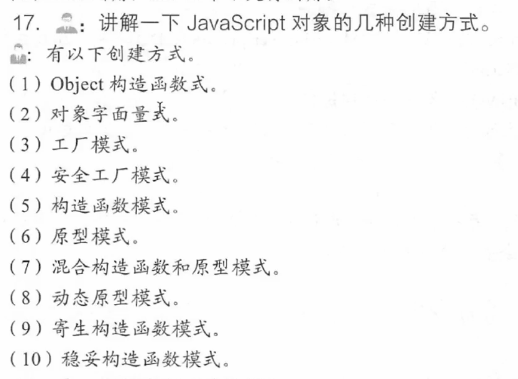 17. ：讲解一下 JavaScript 对象的几种创建方式。
：有以下创建方式。
（1）Object 构造函数式。
（2）对象字面量式。
（3）工厂模式。
（4）安全工厂模式。
（5）构造函数模式。
（6）原型模式。
（7）混合构造函数和原型模式。
（8）动态原型模式。
（9）寄生构造函数模式。
（10）稳妥构造函数模式。